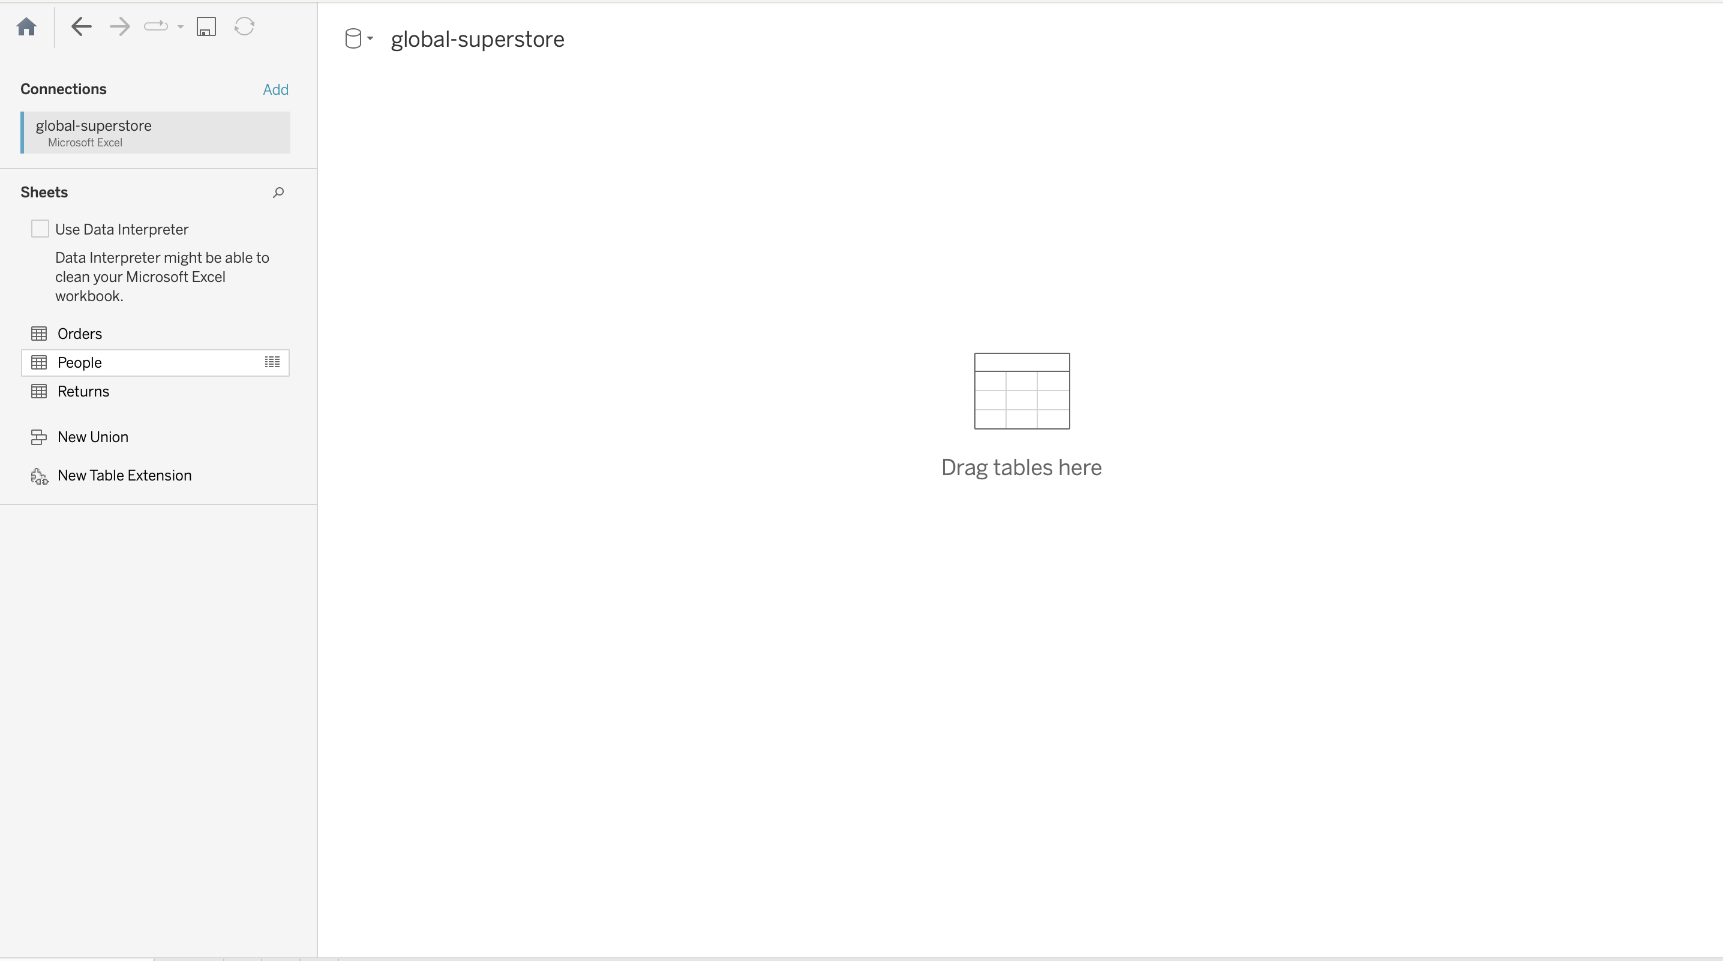 global-superstore
Connections
Add
global-superstore
Microsoft Excel
Sheets
Use Data Interpreter
Data Interpreter might be able to
clean your Microsoft Excel
workbook.
Orders
People
Returns
New Union
New Table Extension
Drag tables here